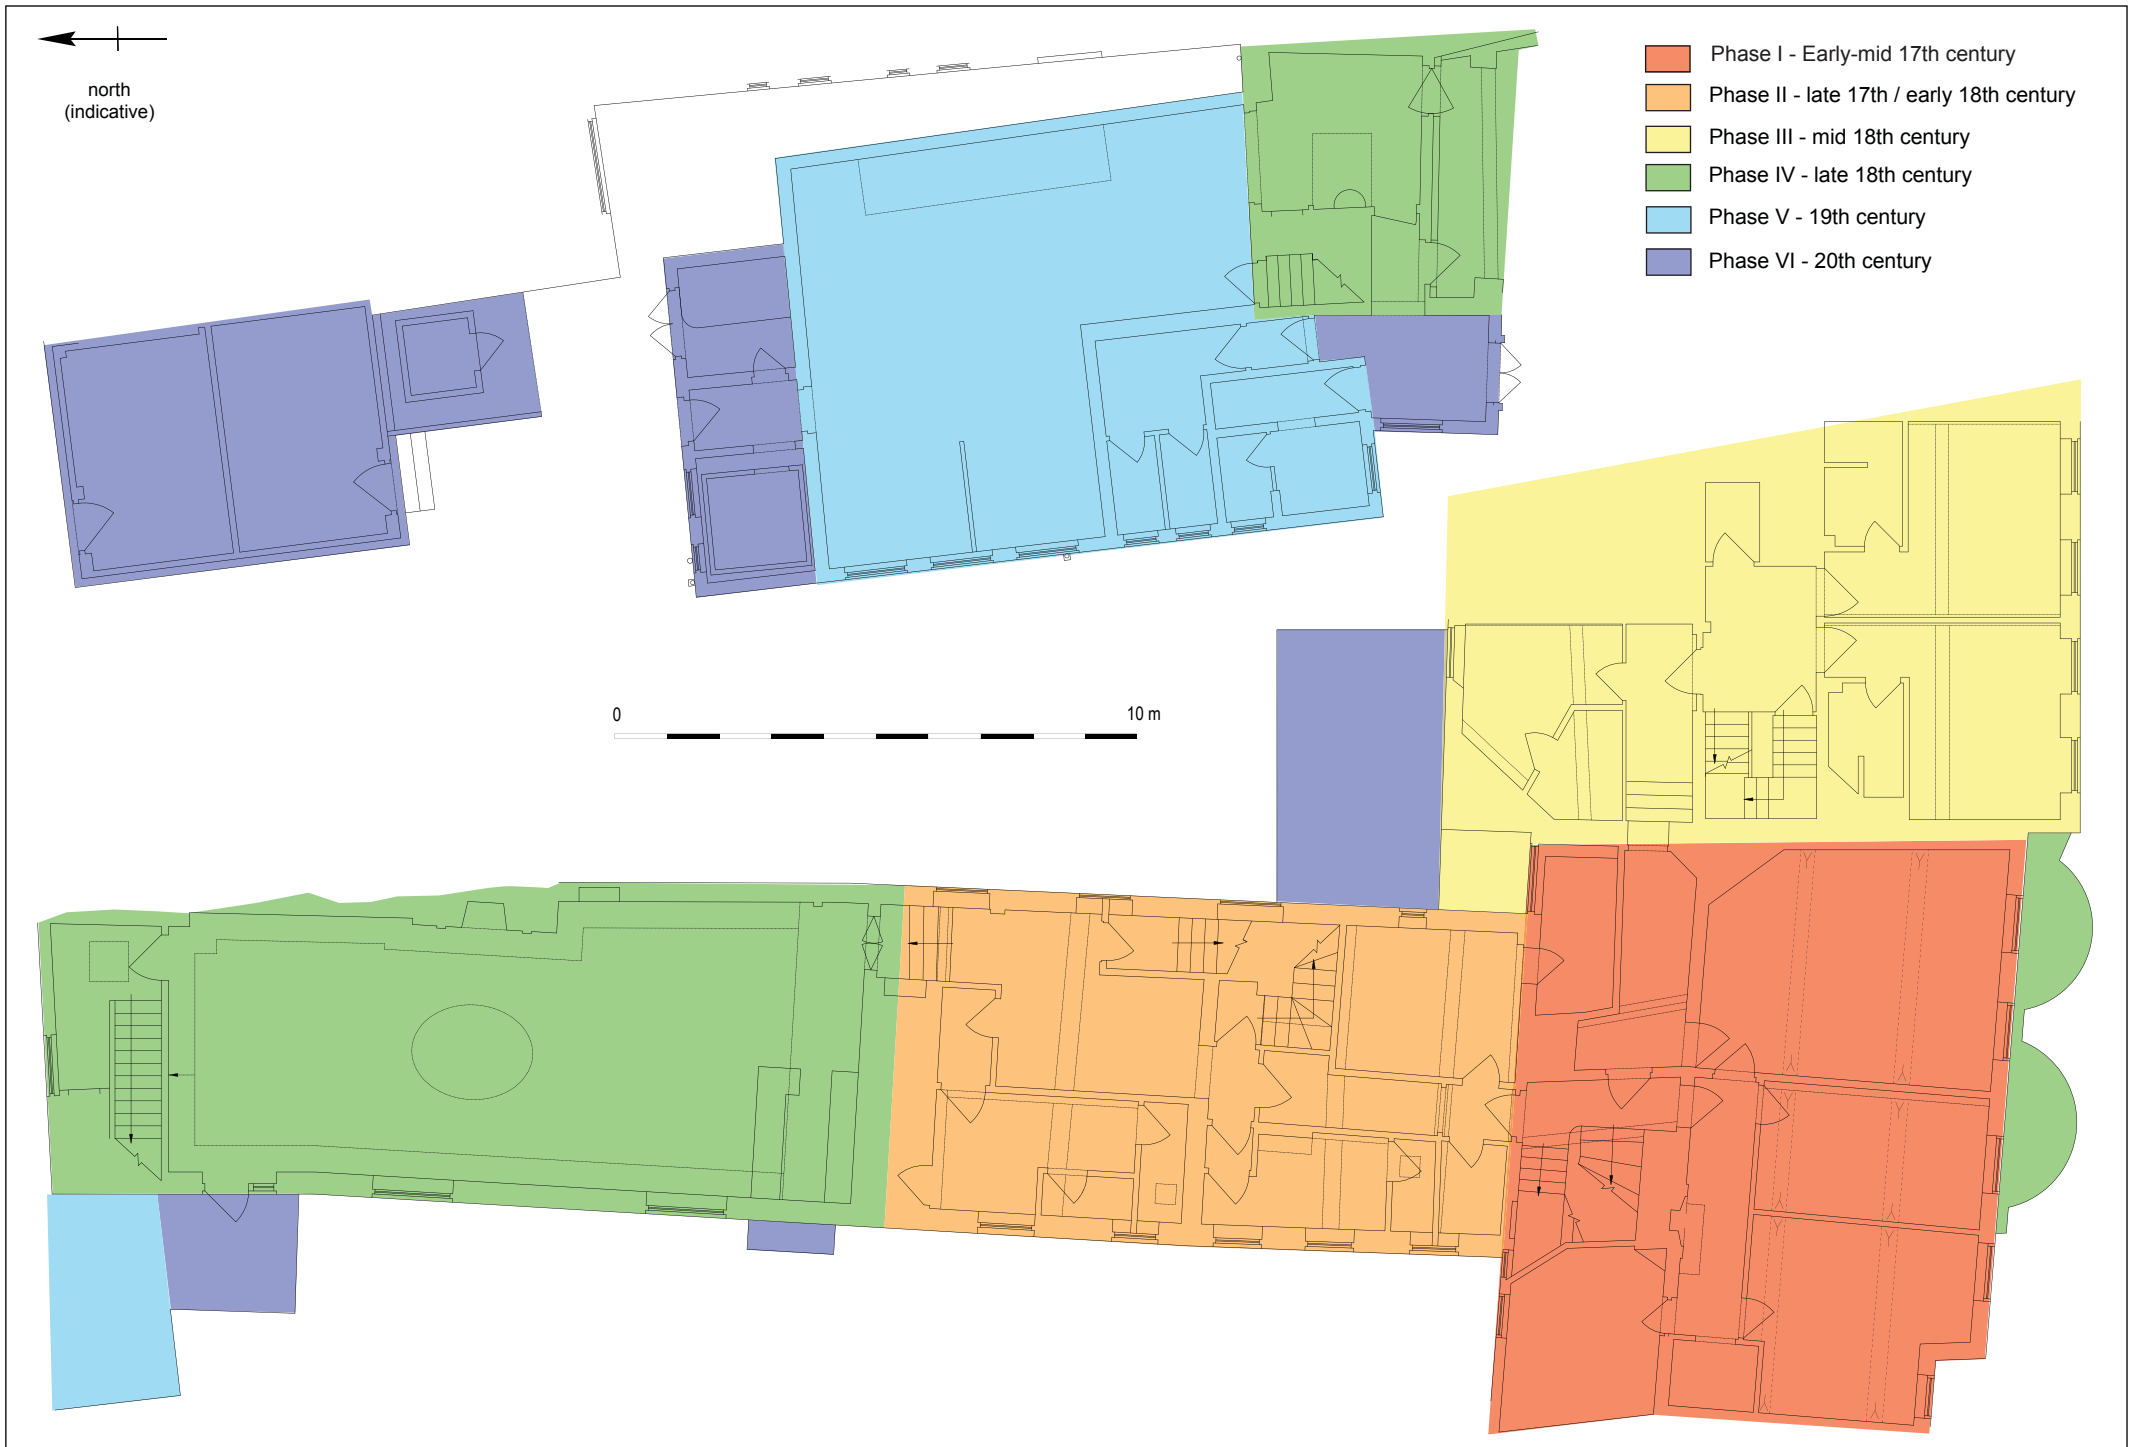 north
(indicative)
Phase I - Early-mid 17th century
Phase II - late 17th / early 18th century
Phase III - mid 18th century
Phase IV - late 18th century
Phase V - 19th century
Phase VI - 20th century
0 10 m